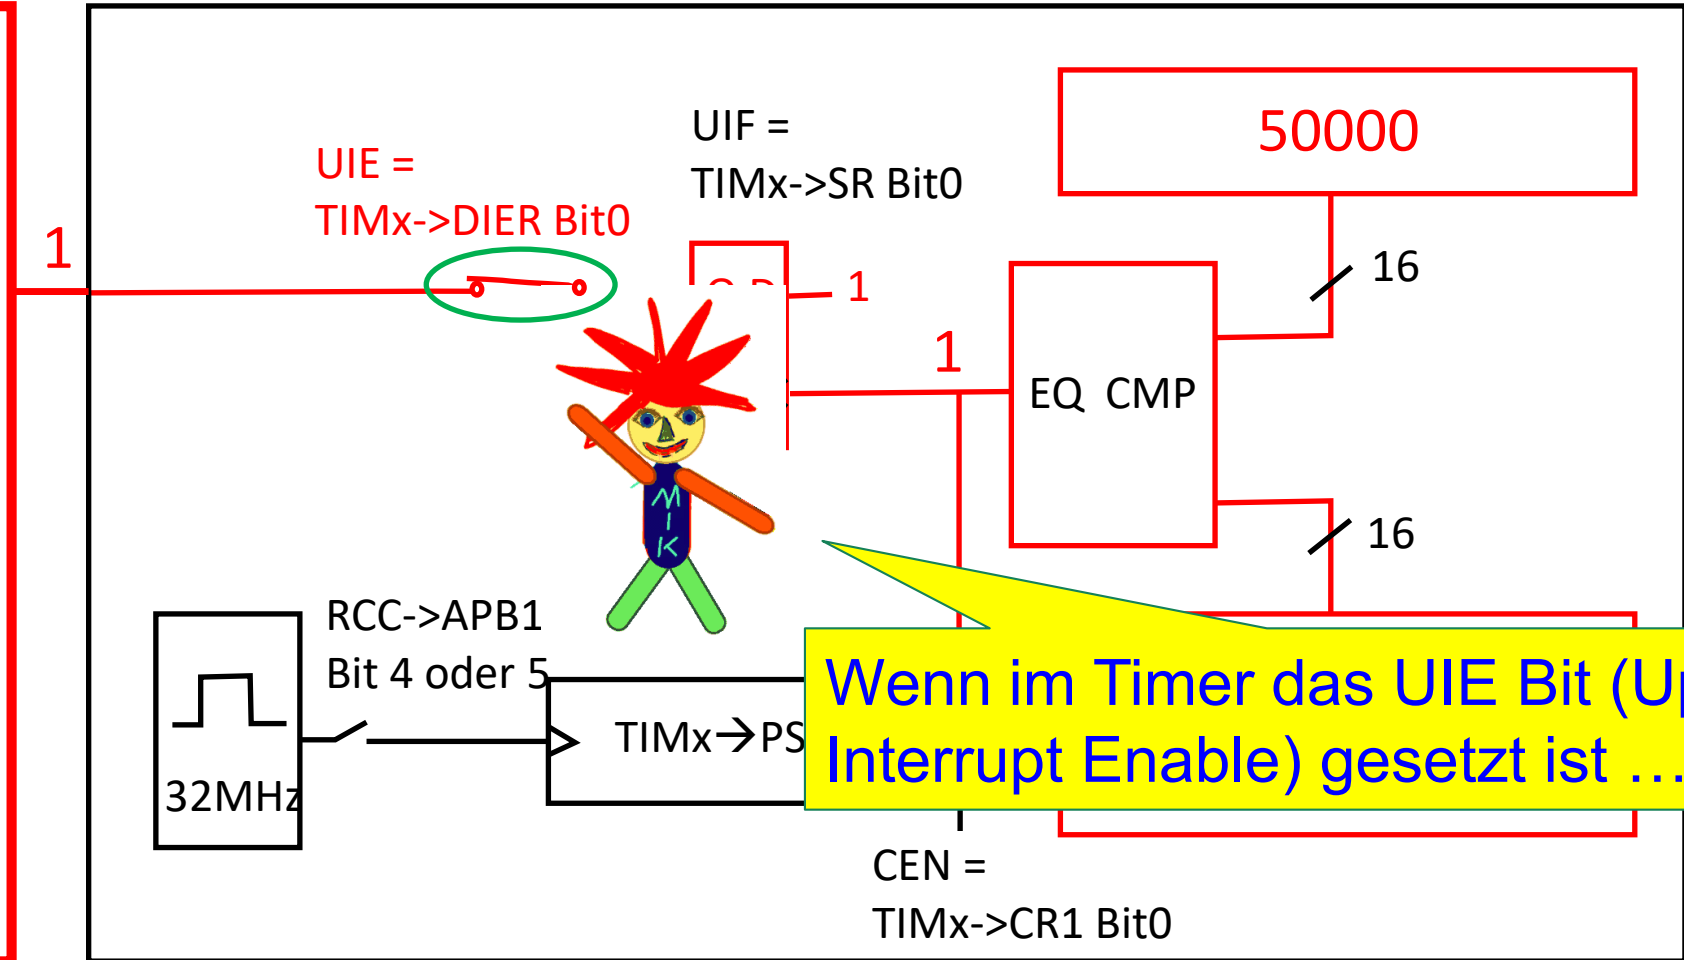 50000
UIF =
TIMx->SR Bit0
UIE =
TIMx->DIER Bit0
1
16
1
1
EQ CMP
MIK
16
RCC->APB1
Bit 4 oder 5
32MHz
TIMx→PS
Wenn im Timer das UIE Bit (Up
Interrupt Enable) gesetzt ist …
CEN =
TIMx->CR1 Bit0